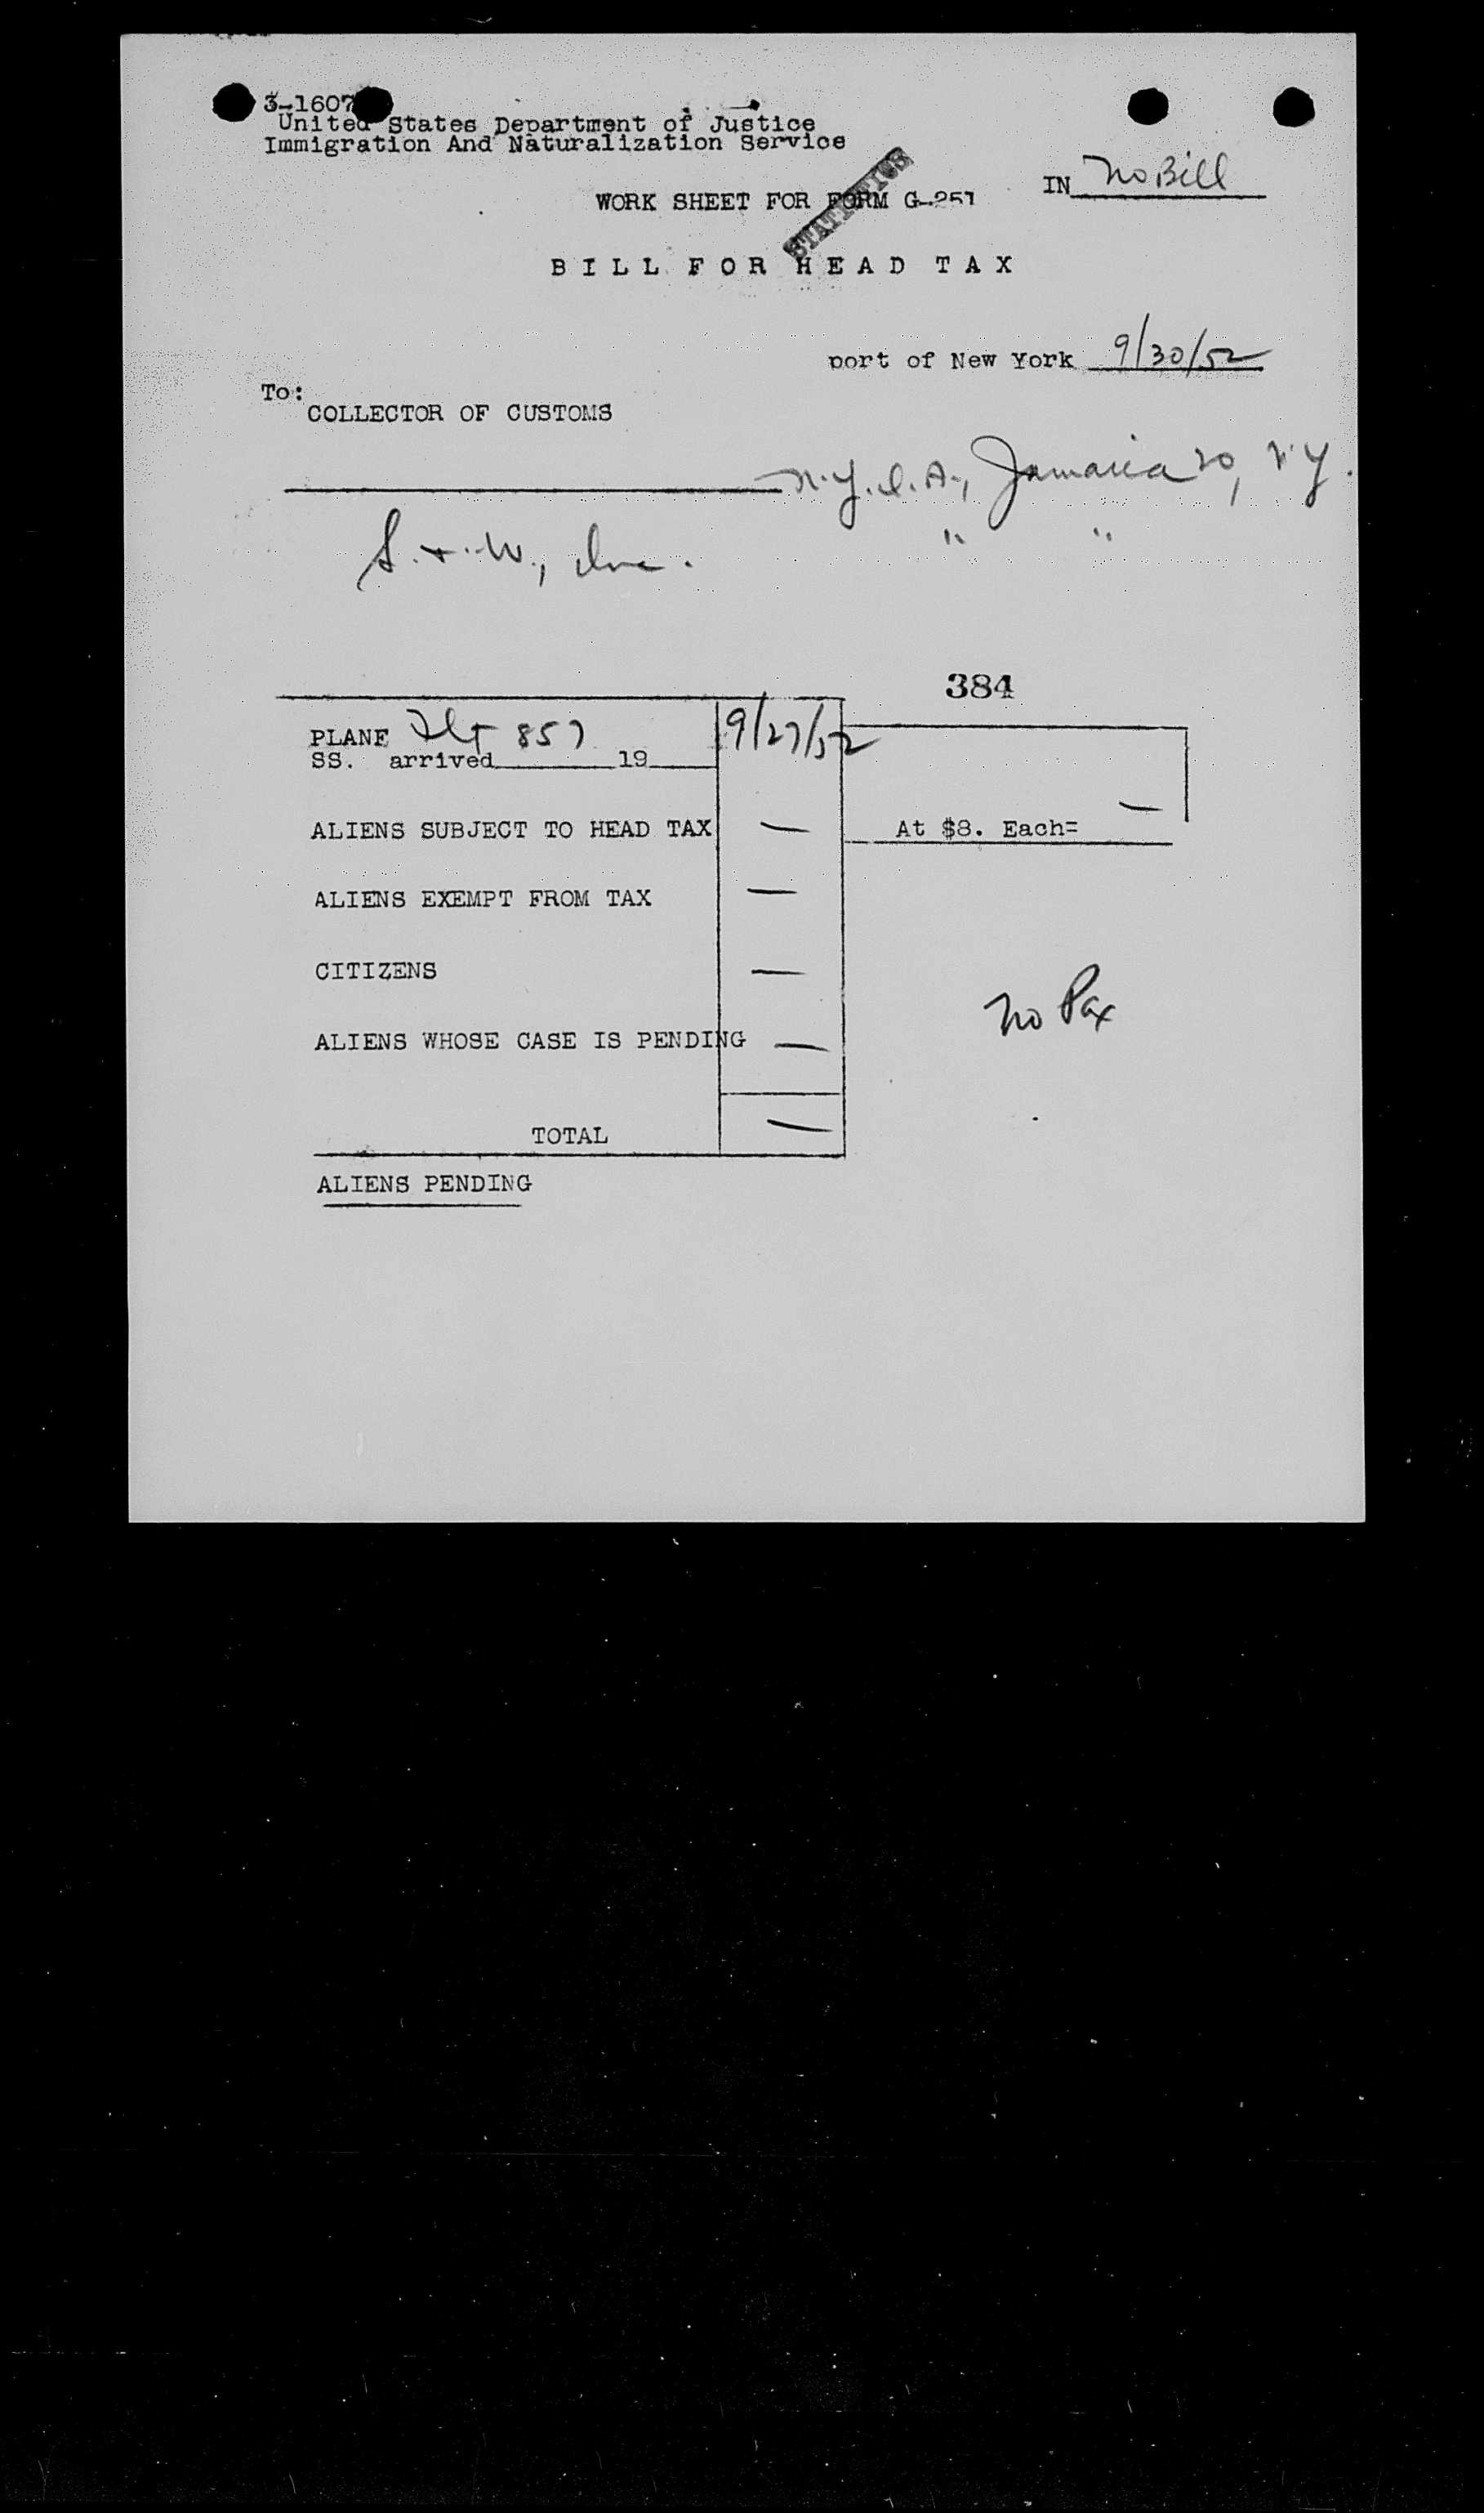 3-1607
United States Department of Justice
Immigration And Naturalization Service
STATISTICS
WORK SHEET FOR FORM G-251
IN No Bill
BILL FOR HEAD TAX
port of New York 9/30/52
To:
COLLECTOR OF CUSTOMS
N.Y.I.A., Jamaica 20, N.Y.
S. & W., Inc. " "
384
PLANE Flt 857 9/27/52
SS. arrived 19
ALIENS SUBJECT TO HEAD TAX — At $8. Each= —
ALIENS EXEMPT FROM TAX —
CITIZENS —
No Pax
ALIENS WHOSE CASE IS PENDING —
TOTAL —
ALIENS PENDING